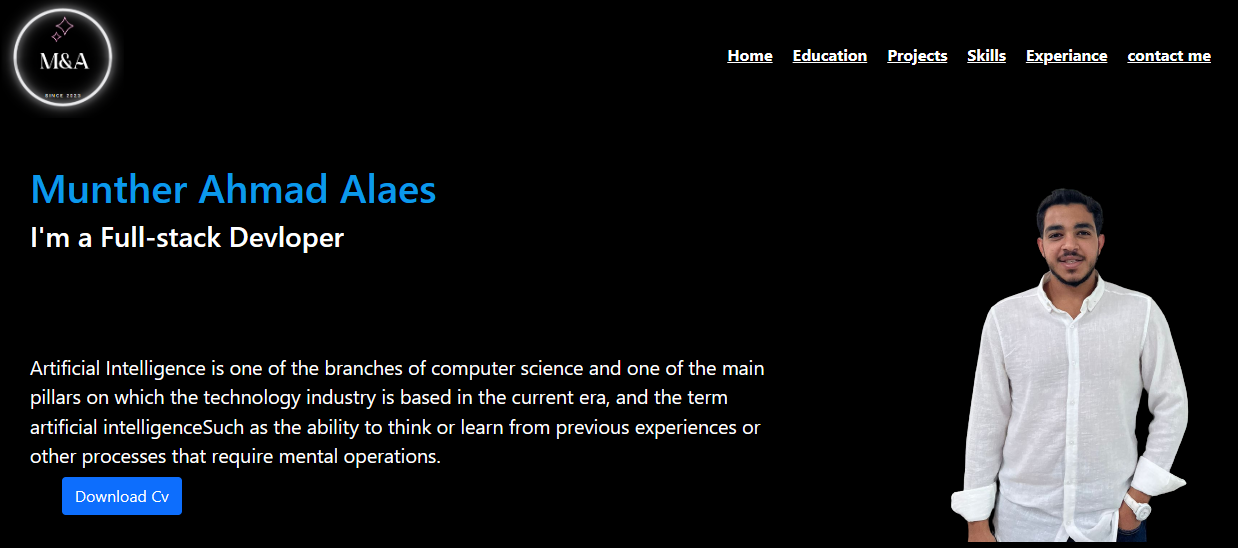 M&A
SINCE 2023
Home Education Projects Skills Experiance contact me
Munther Ahmad Alaes
I'm a Full-stack Devloper
Artificial Intelligence is one of the branches of computer science and one of the main
pillars on which the technology industry is based in the current era, and the term
artificial intelligenceSuch as the ability to think or learn from previous experiences or
other processes that require mental operations.
Download Cv